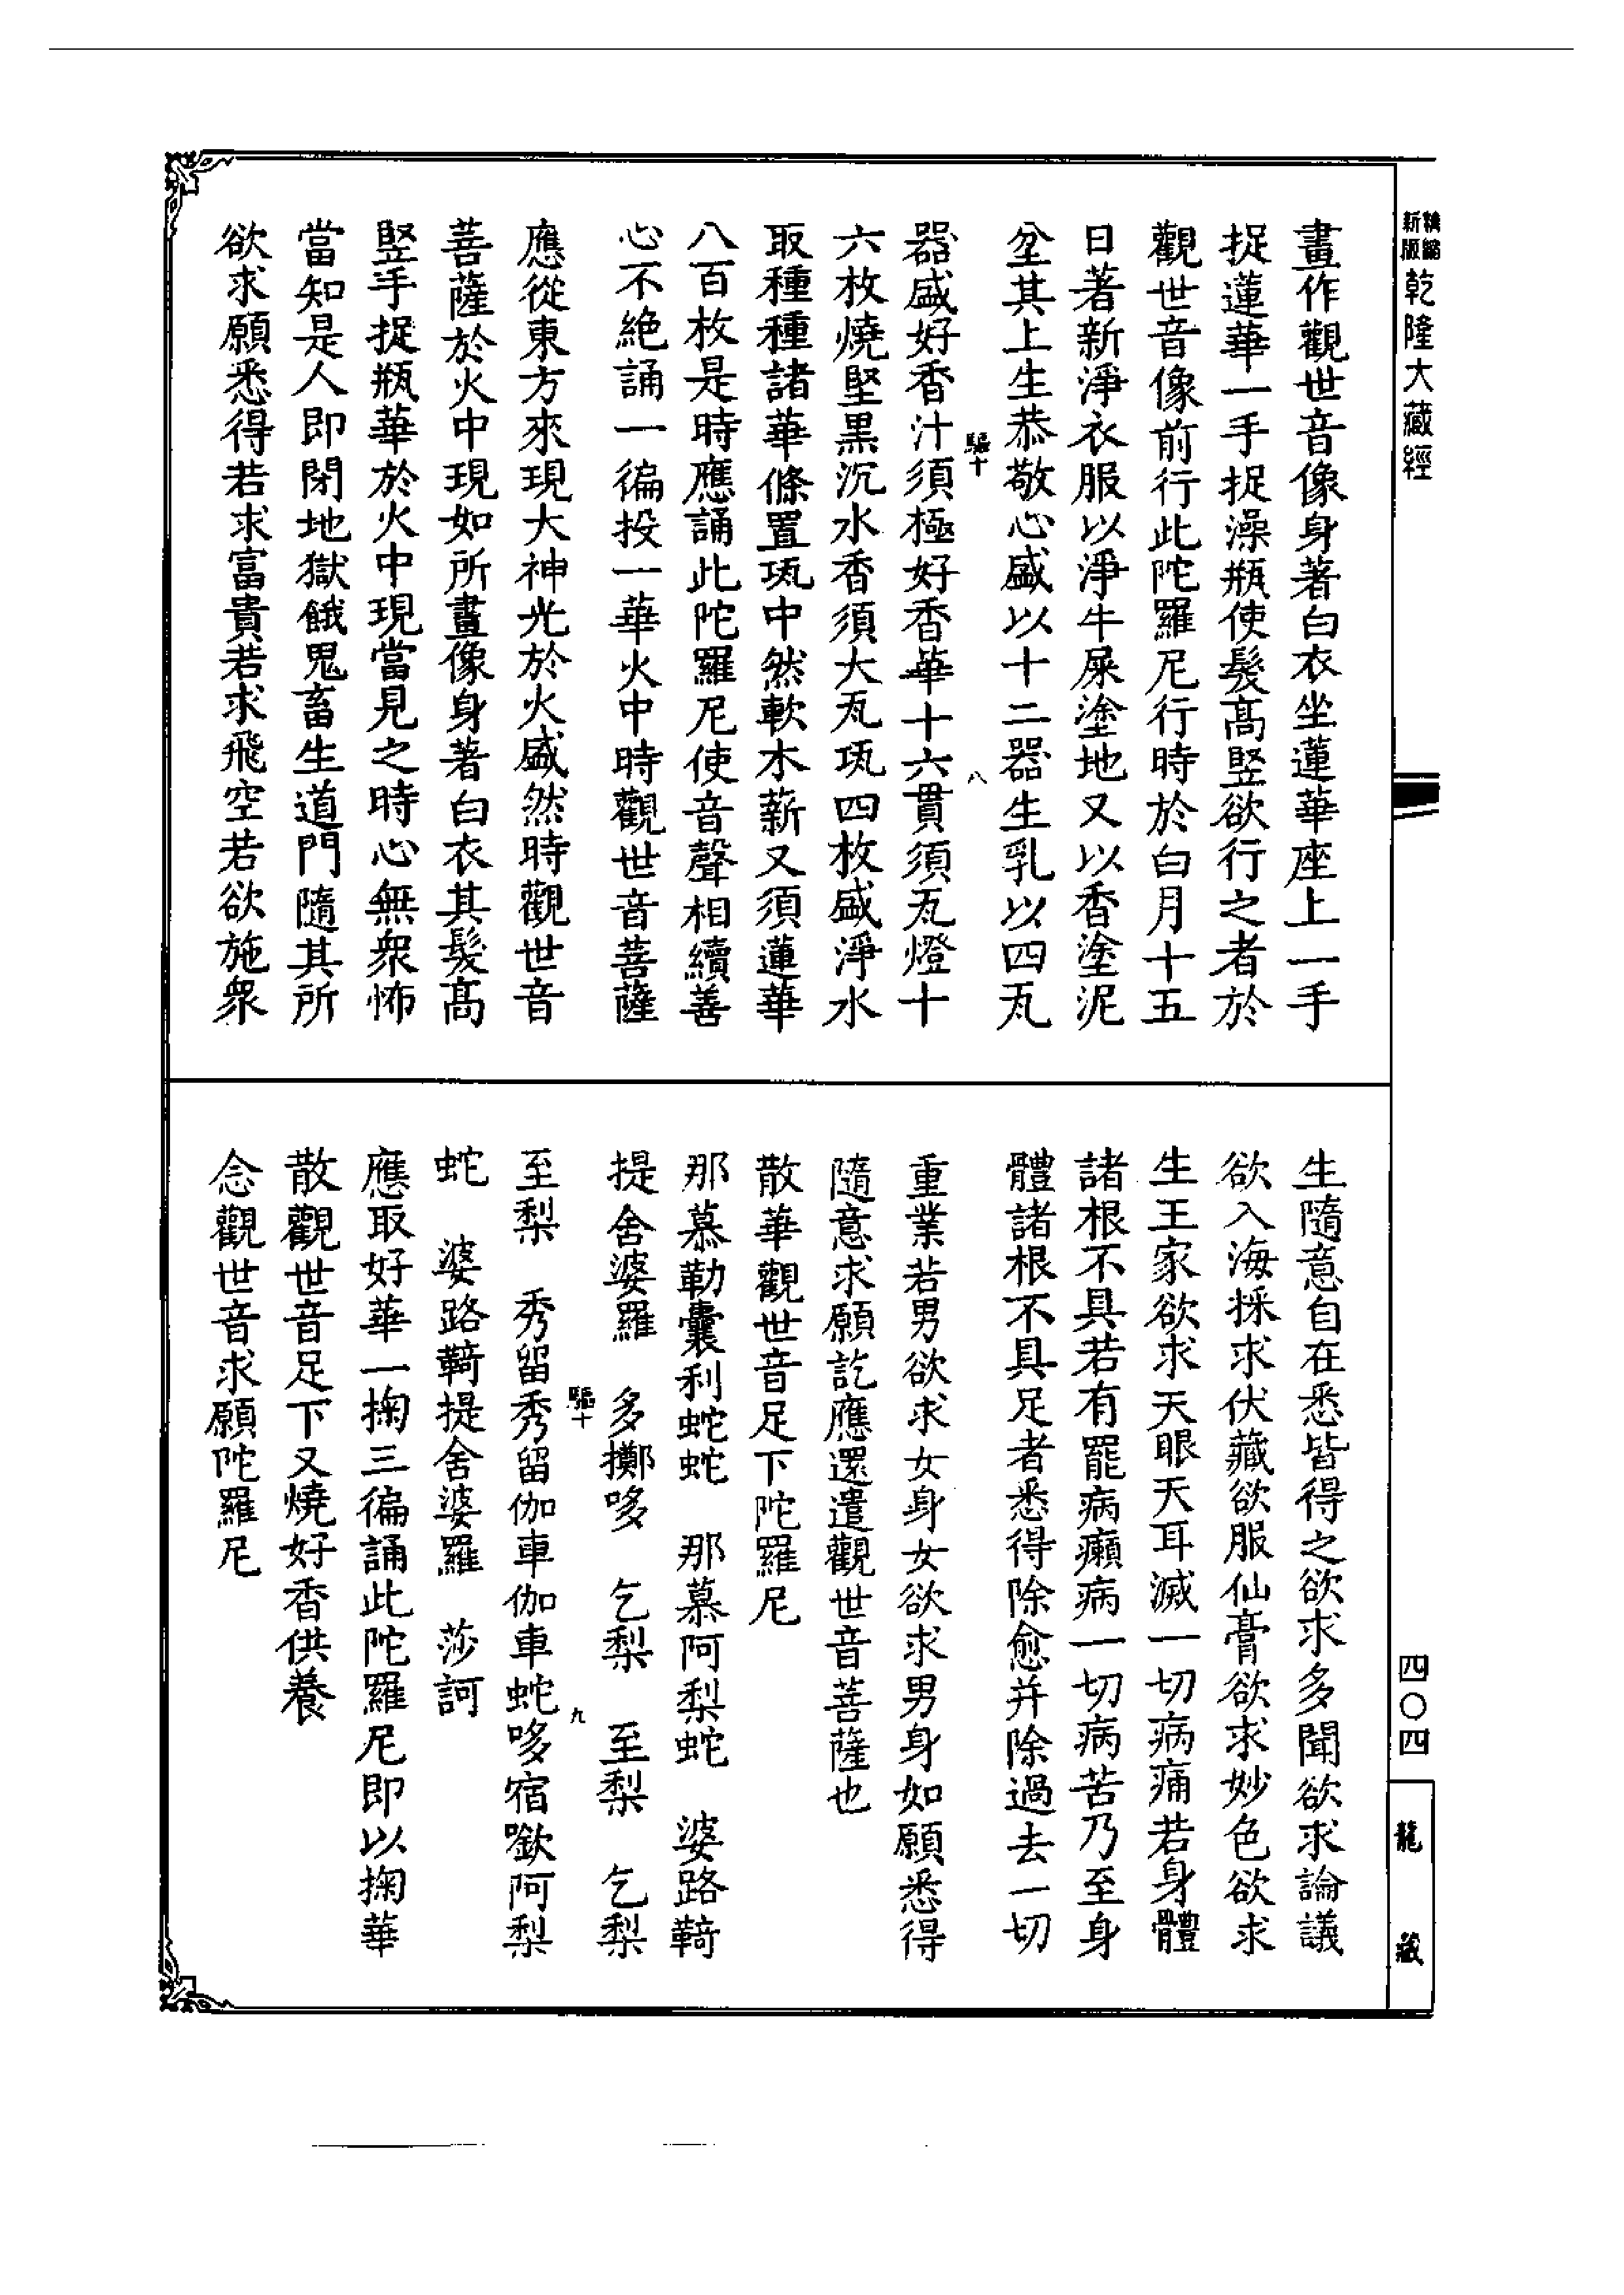 新版精縮乾隆大藏經
畫作觀世音像身著白衣坐蓮華座上一手
捉蓮華一手捉澡瓶使髮髙竪欲行之者於
觀世音像前行此陀羅尼行時於白月十五
日著新淨衣服以淨牛屎塗地又以香塗泥
坌其上生恭敬心盛以十二器生乳以四瓦
驅十
八
器盛好香汁須極好香華十六貫須瓦燈十
六枚燒堅黒沉水香須大瓦瓨四枚盛淨水
取種種諸華條置瓨中然軟木薪又須蓮華
八百枚是時應誦此陀羅尼使音聲相續善
心不絶誦一徧投一華火中時觀世音菩薩
應從東方來現大神光於火盛然時觀世音
菩薩於火中現如所畫像身著白衣其髮髙
竪手捉瓶華於火中現當見之時心無衆怖
當知是人即閉地獄餓鬼畜生道門隨其所
欲求願悉得若求富貴若求飛空若欲施衆
生隨意自在悉皆得之欲求多聞欲求論議
欲入海採求伏藏欲服仙膏欲求妙色欲求
生王家欲求天眼天耳滅一切病痛若身體
諸根不具若有罷病癩病一切病苦乃至身
體諸根不具足者悉得除愈并除過去一切
重業若男欲求女身女欲求男身如願悉得
隨意求願訖應還遣觀世音菩薩也
散華觀世音足下陀羅尼
那慕勒囊利蛇蛇　那慕阿梨蛇　婆路鞞
提舍婆羅　多擲哆　乞梨　至梨　乞梨
驅十
九
至梨　秀留秀留伽車伽車蛇哆宿㘑阿梨
蛇　婆路鞞提舍婆羅　莎訶
應取好華一掬三徧誦此陀羅尼即以掬華
散觀世音足下又燒好香供養
念觀世音求願陀羅尼
四〇四
龍藏